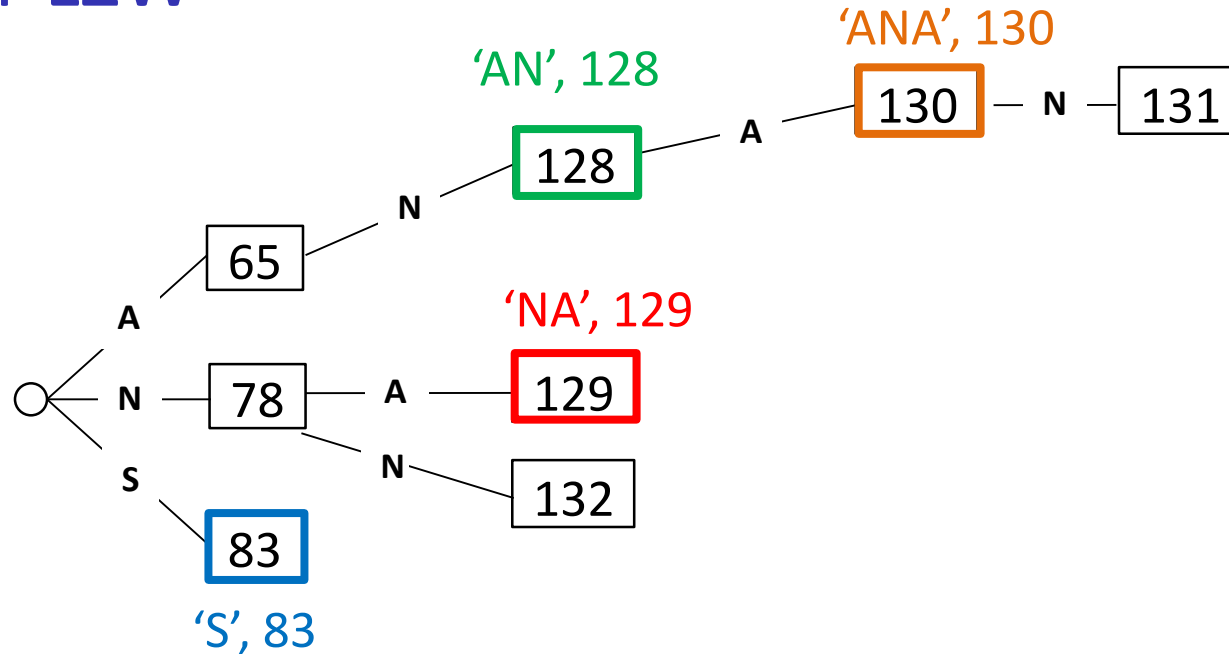 'ANA', 130
'AN', 128
130 N 131
A
128
N
65
A
'NA', 129
N 78 A 129
N
S
132
83
'S', 83